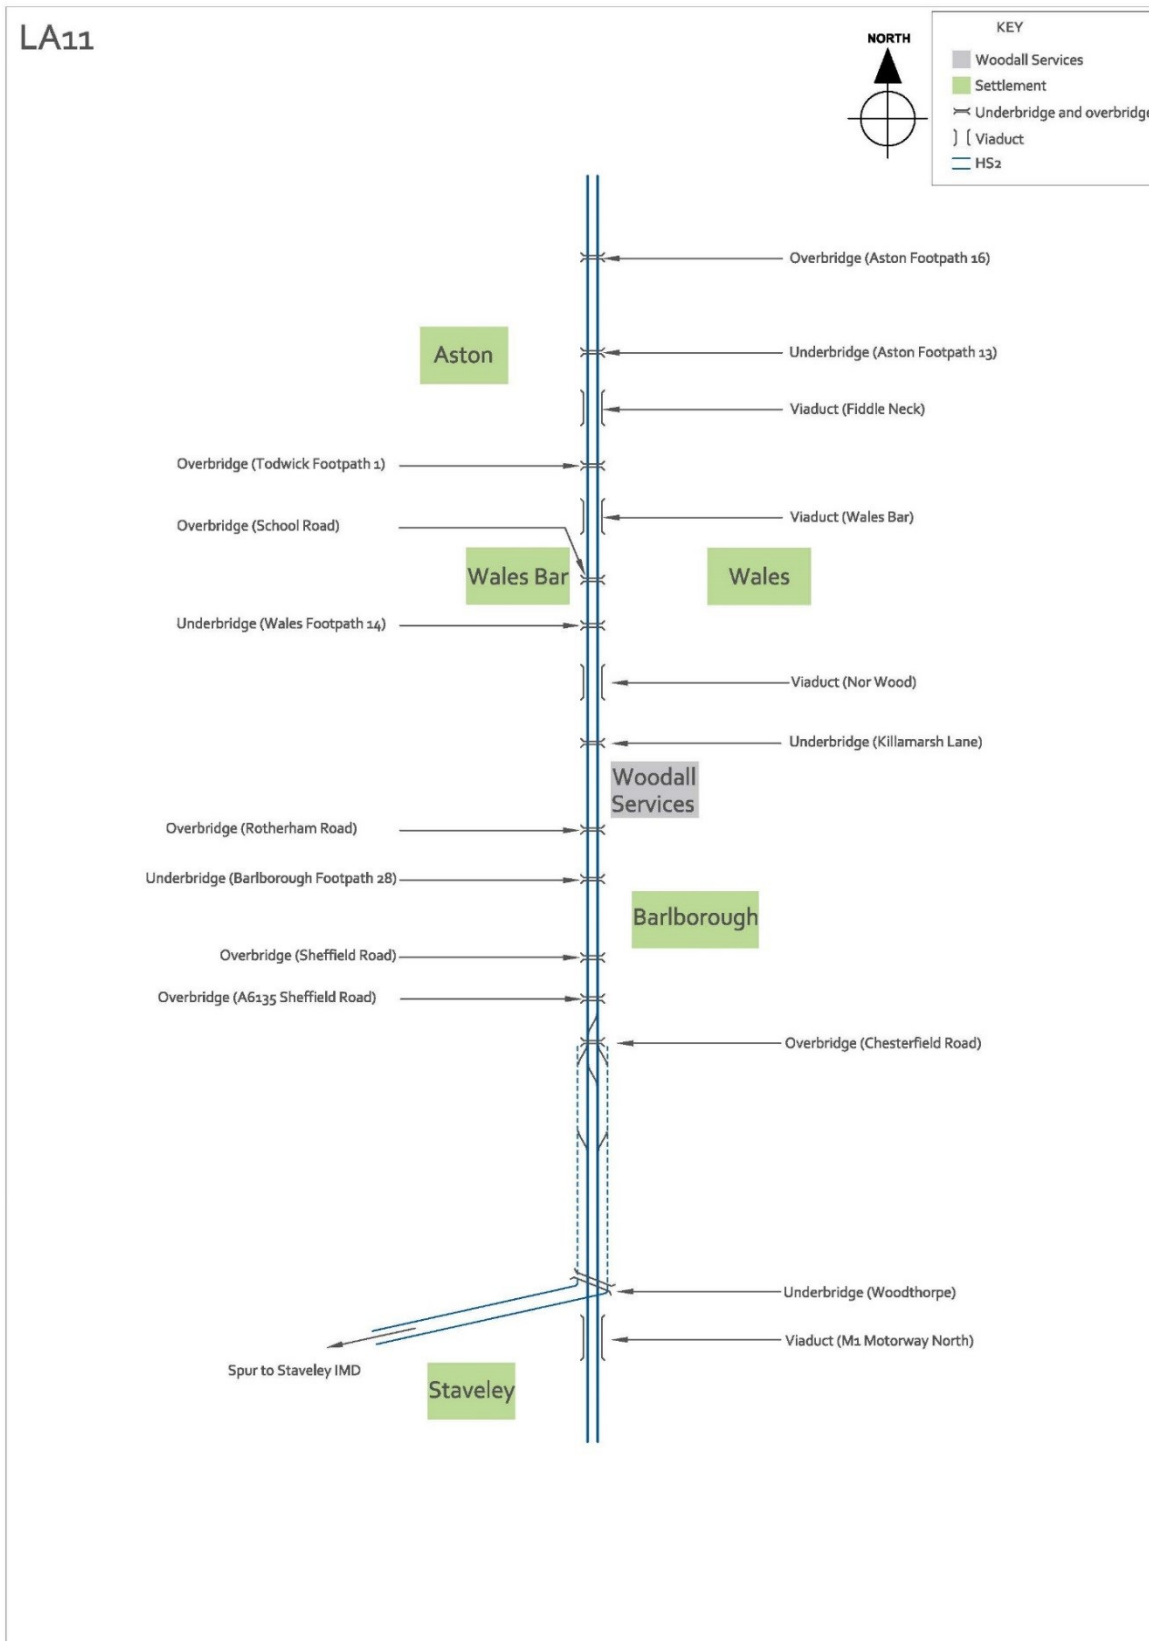 LA11
NORTH
KEY
Woodall Services
Settlement
Underbridge and overbridge
Viaduct
HS2
Overbridge (Aston Footpath 16)
Aston
Underbridge (Aston Footpath 13)
Viaduct (Fiddle Neck)
Overbridge (Todwick Footpath 1)
Viaduct (Wales Bar)
Overbridge (School Road)
Wales Bar
Wales
Underbridge (Wales Footpath 14)
Viaduct (Nor Wood)
Underbridge (Killamarsh Lane)
Woodall
Services
Overbridge (Rotherham Road)
Underbridge (Barlborough Footpath 28)
Barlborough
Overbridge (Sheffield Road)
Overbridge (A6135 Sheffield Road)
Overbridge (Chesterfield Road)
Underbridge (Woodthorpe)
Viaduct (M1 Motorway North)
Spur to Staveley IMD
Staveley